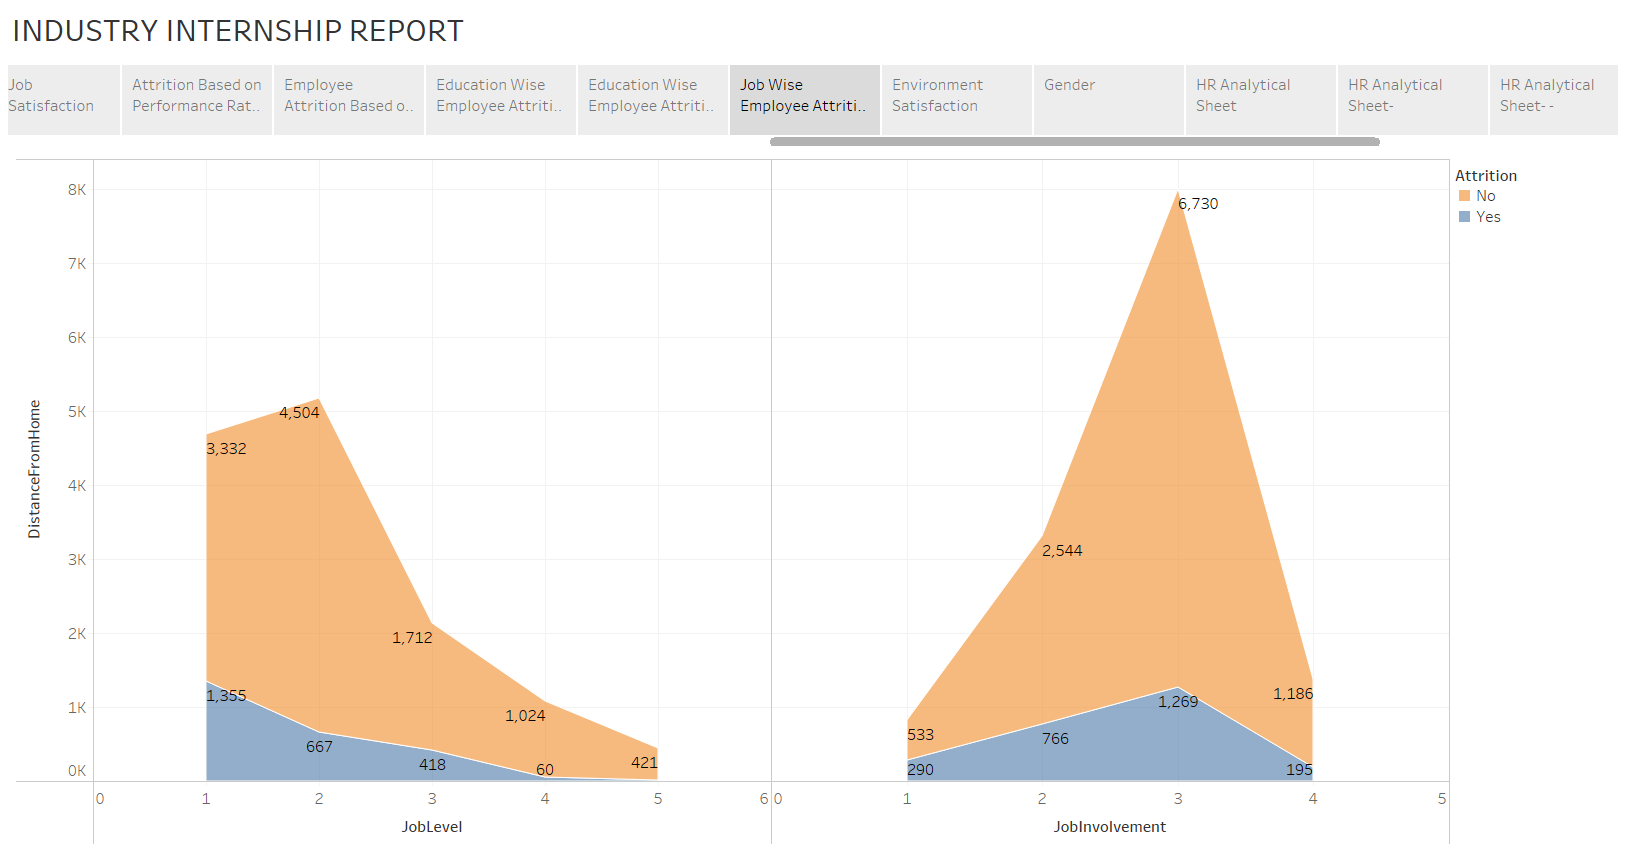 INDUSTRY INTERNSHIP REPORT
Job
Satisfaction
Attrition Based on
Performance Rat..
Employee
Attrition Based o..
Education Wise
Employee Attriti..
Education Wise
Employee Attriti..
Job Wise
Employee Attriti..
Environment
Satisfaction
Gender
HR Analytical
Sheet
HR Analytical
Sheet-
HR Analytical
Sheet- -
Attrition
No
Yes
DistanceFromHome
8K
7K
6K
5K
4K
3K
2K
1K
0K
3,332
4,504
1,712
1,024
421
1,355
667
418
60
0
1
2
3
4
5
6
JobLevel
6,730
2,544
533
1,186
290
766
1,269
195
0
1
2
3
4
5
JobInvolvement